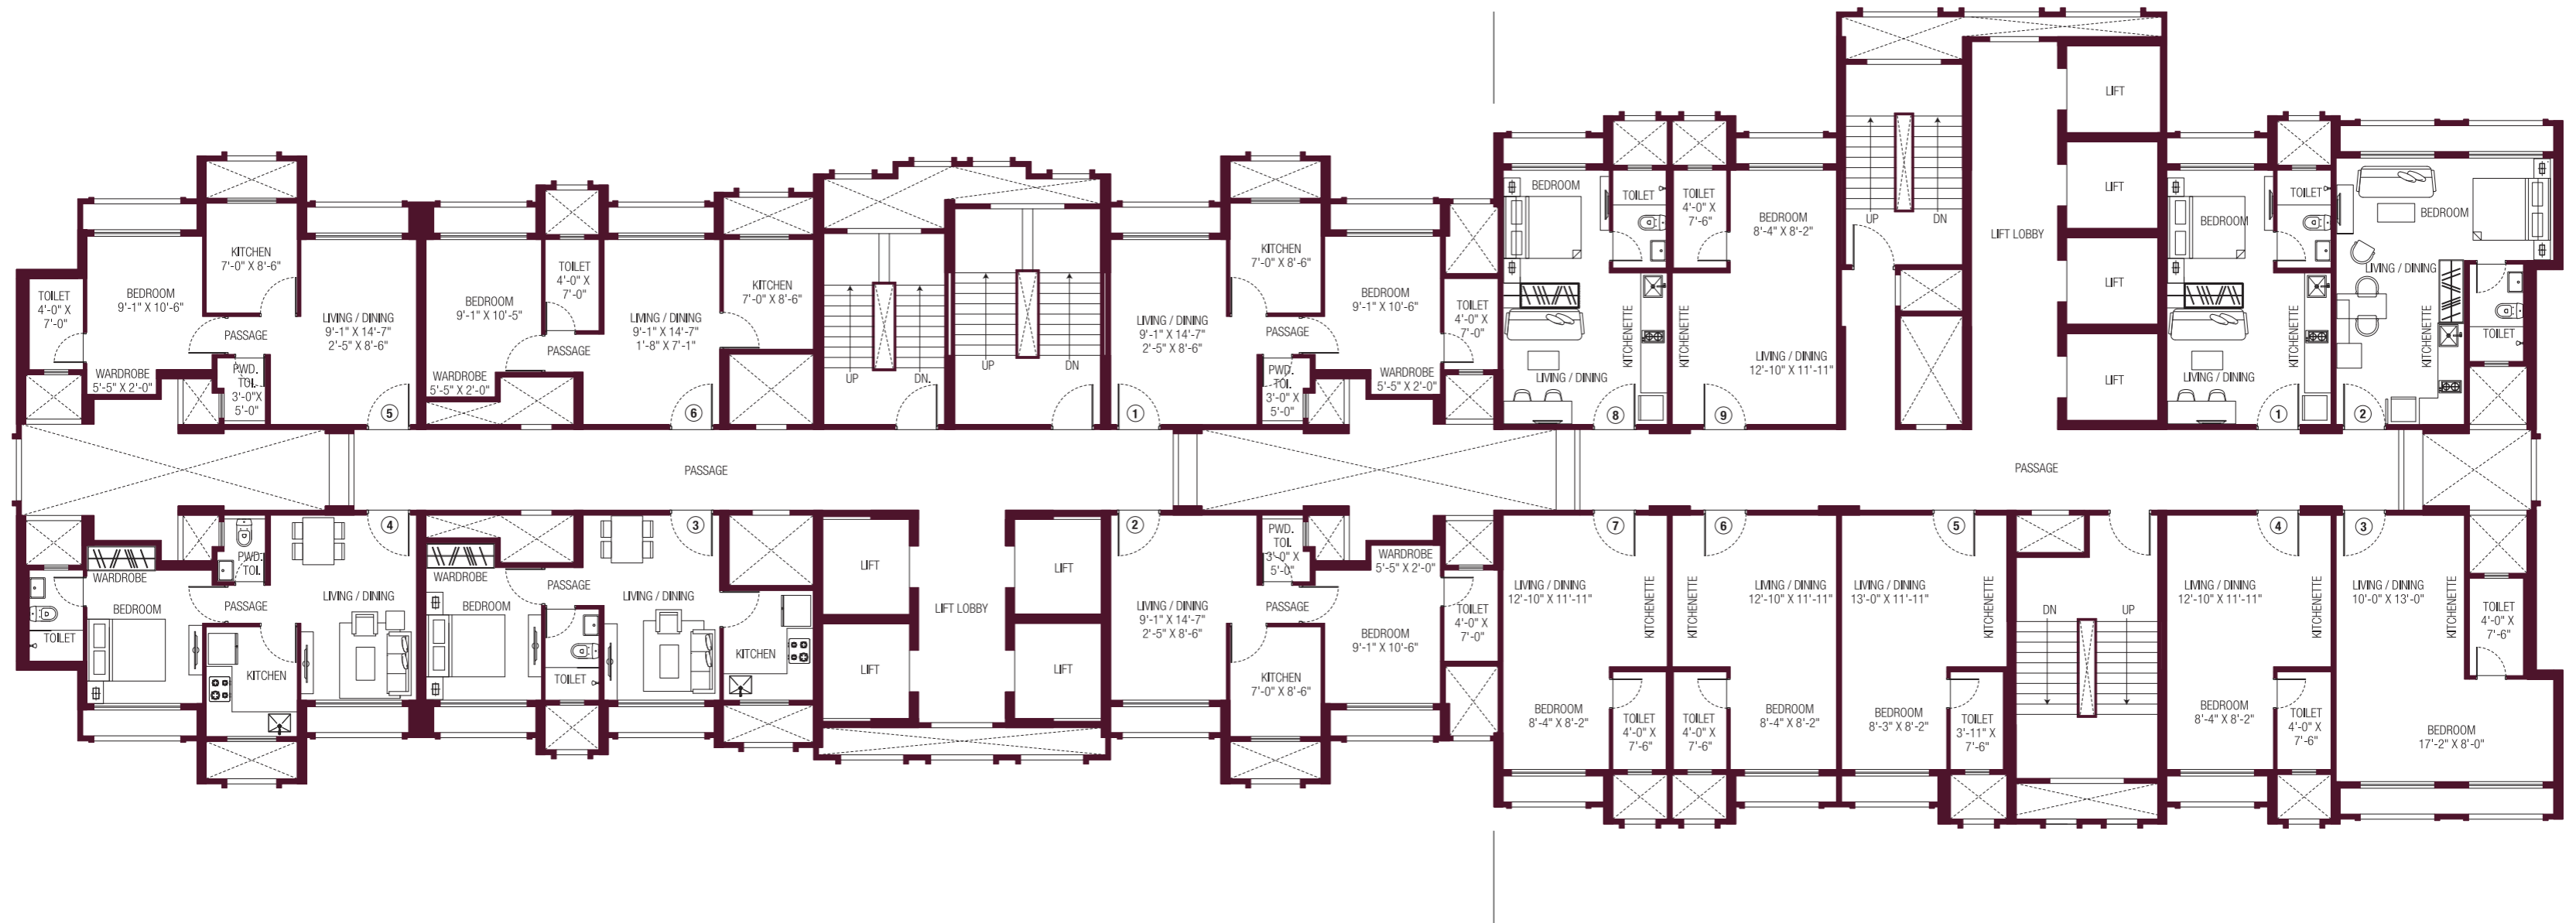 KITCHEN
7'-0" X 8'-6"
TOILET
4'-0" X
7'-0"
BEDROOM
9'-1" X 10'-6"
LIVING / DINING
9'-1" X 14'-7"
2'-5" X 8'-6"
PASSAGE
WARDROBE
5'-5" X 2'-0"
PWD.
TOI.
3'-0"X
5'-0"
5
BEDROOM
9'-1" X 10'-5"
TOILET
4'-0" X
7'-0"
PASSAGE
WARDROBE
5'-5" X 2'-0"
LIVING / DINING
9'-1" X 14'-7"
1'-8" X 7'-1"
KITCHEN
7'-0" X 8'-6"
6
UP
DN.
UP
DN
LIVING / DINING
9'-1" X 14'-7"
2'-5" X 8'-6"
KITCHEN
7'-0" X 8'-6"
PASSAGE
PWD.
TOI.
3'-0" X
5'-0"
BEDROOM
9'-1" X 10'-6"
TOILET
4'-0" X
7'-0"
WARDROBE
5'-5" X 2'-0"
1
BEDROOM
TOILET
KITCHENETTE
LIVING / DINING
8
TOILET
4'-0" X
7'-6"
BEDROOM
8'-4" X 8'-2"
KITCHENETTE
LIVING / DINING
12'-10" X 11'-11"
9
UP
DN
LIFT LOBBY
LIFT
LIFT
LIFT
LIFT
BEDROOM
TOILET
KITCHENETTE
LIVING / DINING
1
BEDROOM
LIVING / DINING
KITCHENETTE
TOILET
2
PASSAGE
PASSAGE
4
PWD.
TOI.
WARDROBE
BEDROOM
PASSAGE
LIVING / DINING
TOILET
KITCHEN
3
WARDROBE
PASSAGE
BEDROOM
LIVING / DINING
TOILET
KITCHEN
LIFT
LIFT
LIFT LOBBY
LIFT
LIFT
2
PWD.
TOI.
3'-0" X
5'-0"
WARDROBE
5'-5" X 2'-0"
LIVING / DINING
9'-1" X 14'-7"
2'-5" X 8'-6"
PASSAGE
TOILET
4'-0" X
7'-0"
BEDROOM
9'-1" X 10'-6"
KITCHEN
7'-0" X 8'-6"
7
LIVING / DINING
12'-10" X 11'-11"
KITCHENETTE
BEDROOM
8'-4" X 8'-2"
TOILET
4'-0" X
7'-6"
6
KITCHENETTE
LIVING / DINING
12'-10" X 11'-11"
TOILET
4'-0" X
7'-6"
BEDROOM
8'-4" X 8'-2"
5
LIVING / DINING
13'-0" X 11'-11"
KITCHENETTE
BEDROOM
8'-3" X 8'-2"
TOILET
3'-11" X
7'-6"
DN
UP
4
LIVING / DINING
12'-10" X 11'-11"
KITCHENETTE
BEDROOM
8'-4" X 8'-2"
TOILET
4'-0" X
7'-6"
3
LIVING / DINING
10'-0" X 13'-0"
KITCHENETTE
TOILET
4'-0" X
7'-6"
BEDROOM
17'-2" X 8'-0"